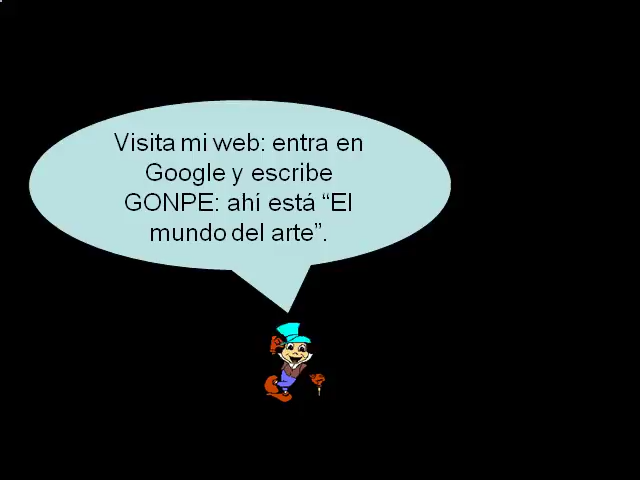 Visita mi web: entra en
Google y escribe
GONPE: ahí está “El
mundo del arte”.